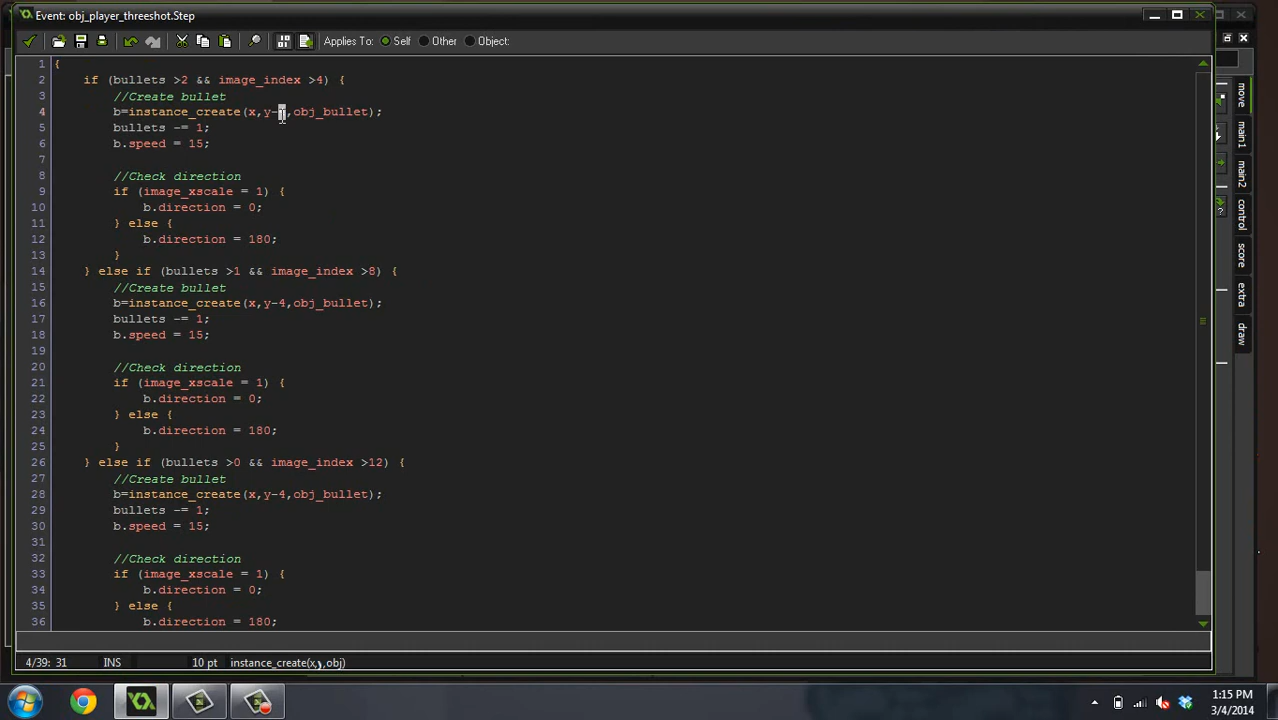 Event: obj_player_threeshot.Step
Applies To: Self Other Object:
1 {
2 if (bullets >2 && image_index >4) {
3 //Create bullet
4 b=instance_create(x,y-,obj_bullet);
5 bullets -= 1;
6 b.speed = 15;
7
8 //Check direction
9 if (image_xscale = 1) {
10 b.direction = 0;
11 } else {
12 b.direction = 180;
13 }
14 } else if (bullets >1 && image_index >8) {
15 //Create bullet
16 b=instance_create(x,y-4,obj_bullet);
17 bullets -= 1;
18 b.speed = 15;
19
20 //Check direction
21 if (image_xscale = 1) {
22 b.direction = 0;
23 } else {
24 b.direction = 180;
25 }
26 } else if (bullets >0 && image_index >12) {
27 //Create bullet
28 b=instance_create(x,y-4,obj_bullet);
29 bullets -= 1;
30 b.speed = 15;
31
32 //Check direction
33 if (image_xscale = 1) {
34 b.direction = 0;
35 } else {
36 b.direction = 180;
4/39: 31 INS 10 pt instance_create(x,y,obj)
move
main1
main2
control
score
extra
draw
1:15 PM
3/4/2014